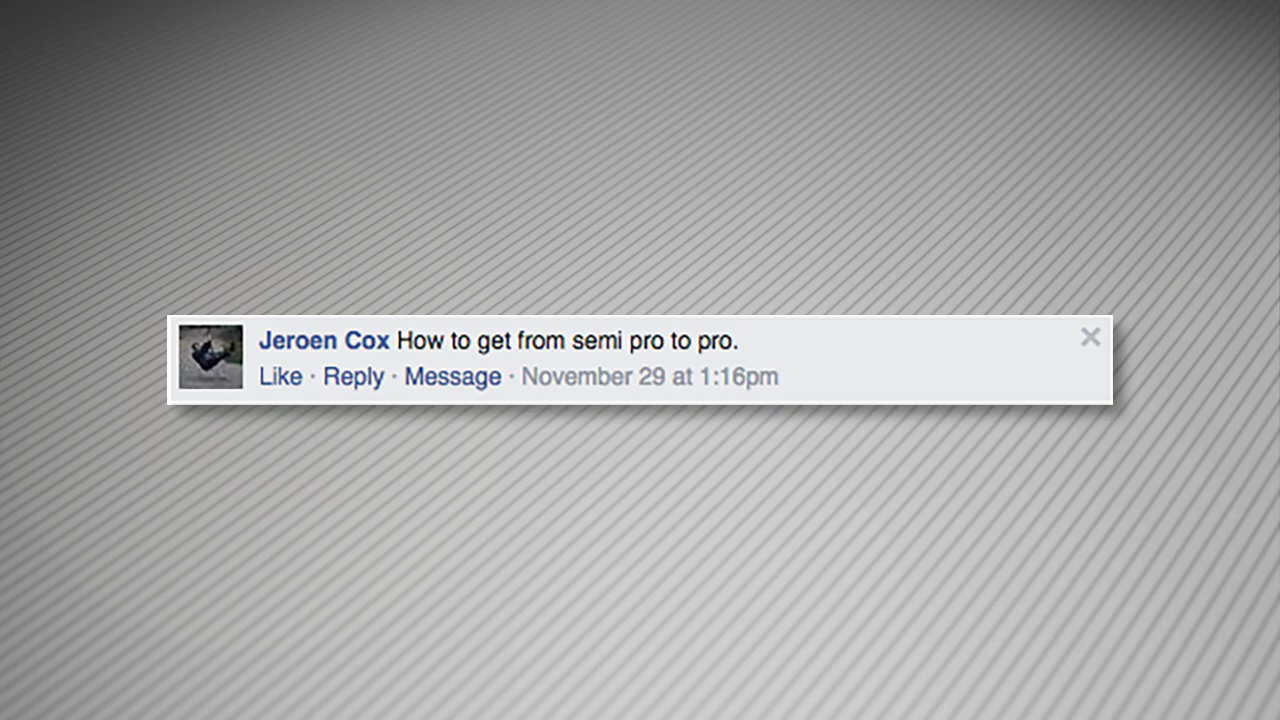 Jeroen Cox How to get from semi pro to pro.
Like · Reply · Message · November 29 at 1:16pm